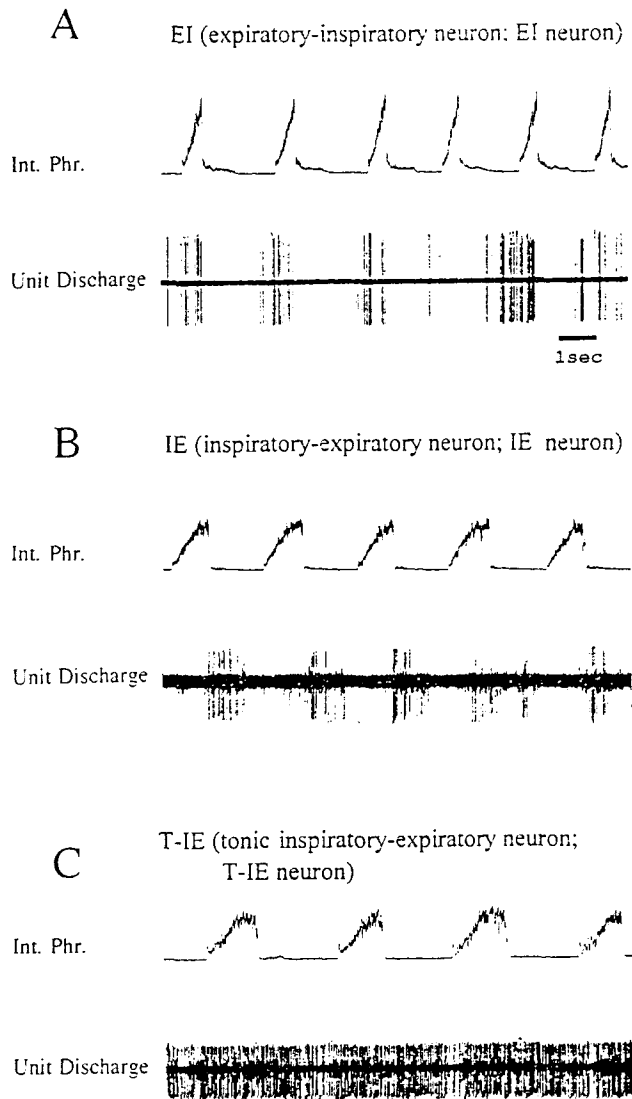 A
EI (expiratory-inspiratory neuron; EI neuron)
Int. Phr.
Unit Discharge
1sec
B
IE (inspiratory-expiratory neuron; IE neuron)
Int. Phr.
Unit Discharge
C
T-IE (tonic inspiratory-expiratory neuron;
T-IE neuron)
Int. Phr.
Unit Discharge